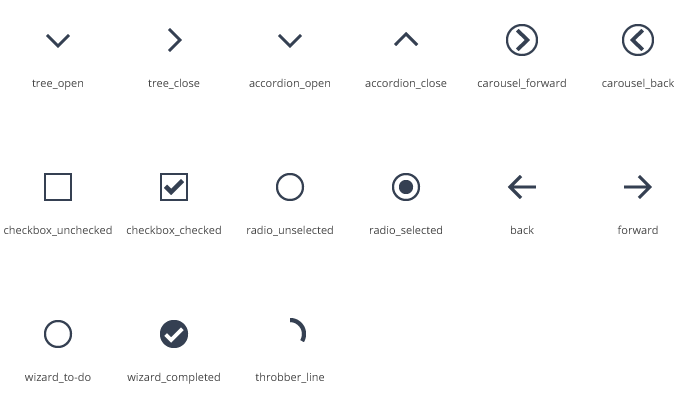 tree_open tree_close accordion_open accordion_close carousel_forward carousel_back
checkbox_unchecked checkbox_checked radio_unselected radio_selected back forward
wizard_to-do wizard_completed throbber_line